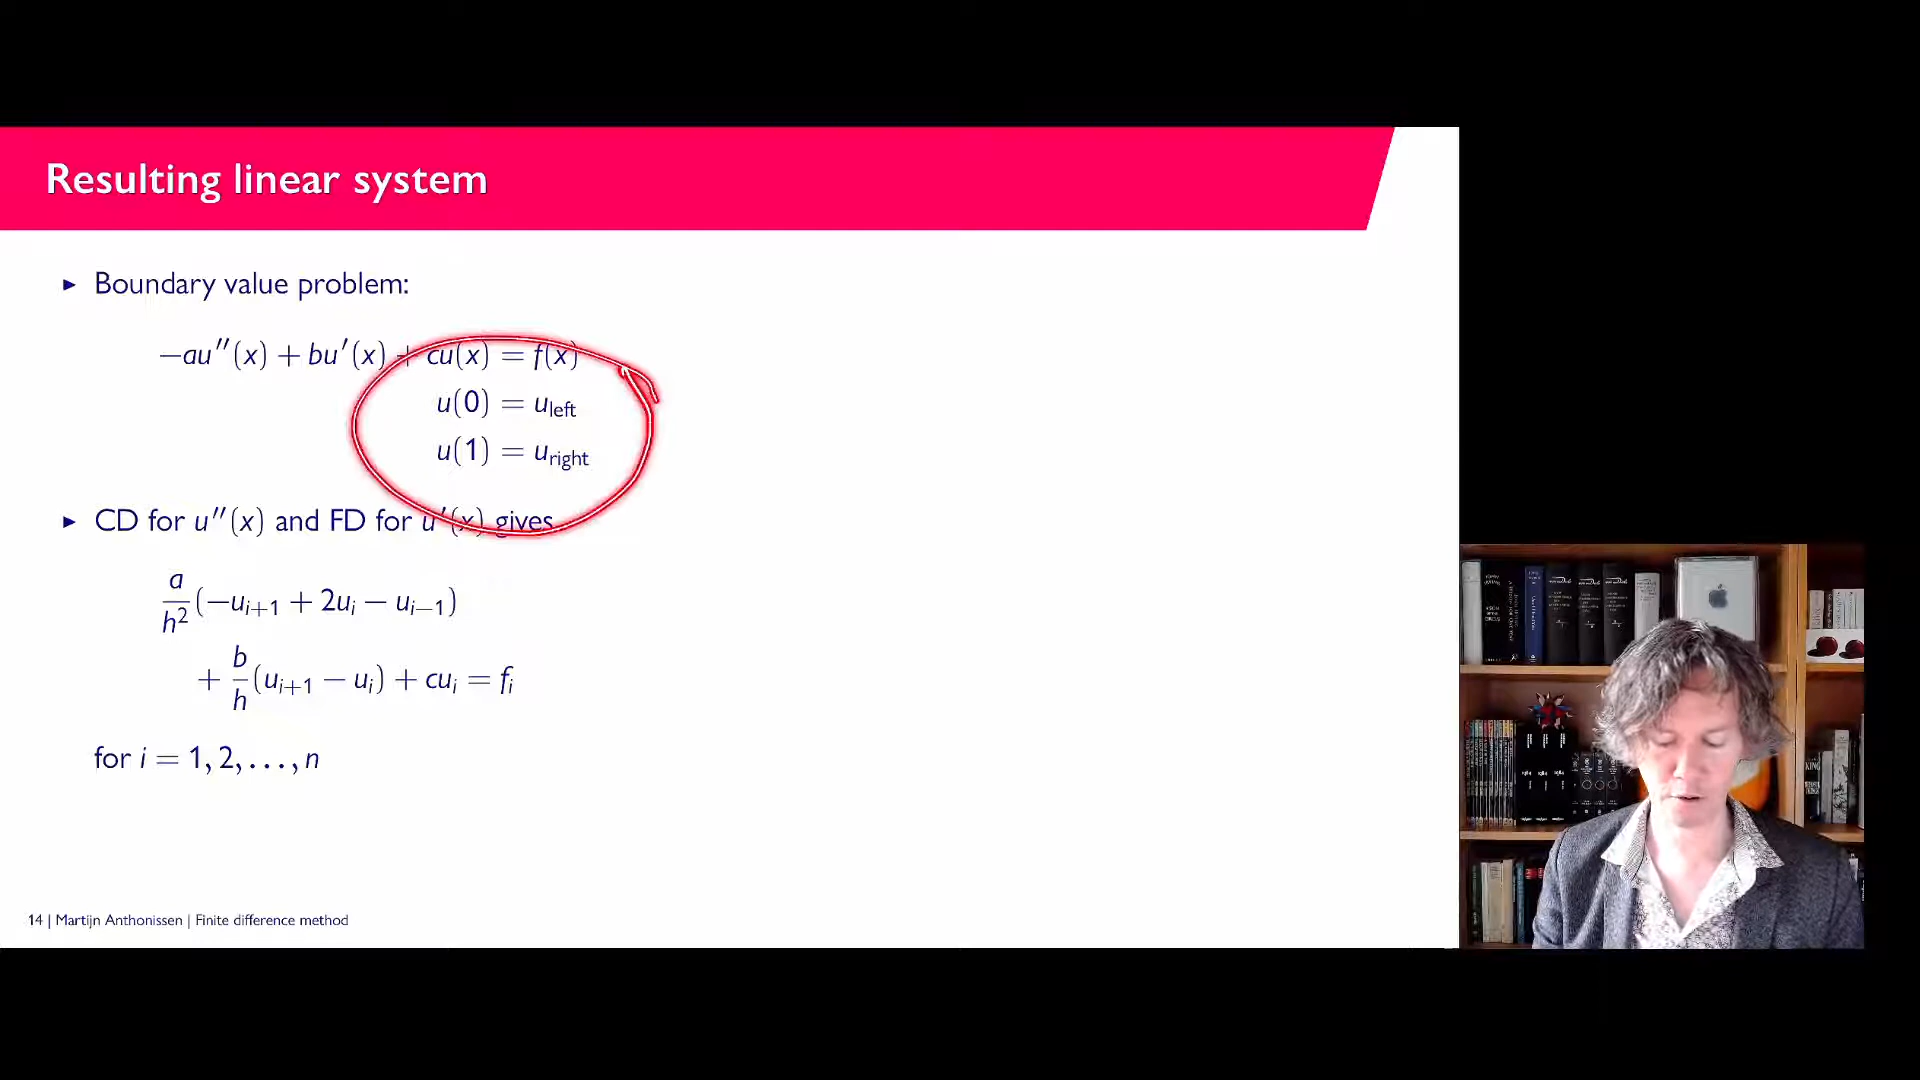 Resulting linear system
▸ Boundary value problem:
−au″(x) + bu′(x) + cu(x) = f(x)
u(0) = u_left
u(1) = u_right
▸ CD for u″(x) and FD for u′(x) gives
a/h²(−u_{i+1} + 2u_i − u_{i−1})
+ b/h(u_{i+1} − u_i) + cu_i = f_i
for i = 1, 2, . . . , n
14 | Martijn Anthonissen | Finite difference method
KING